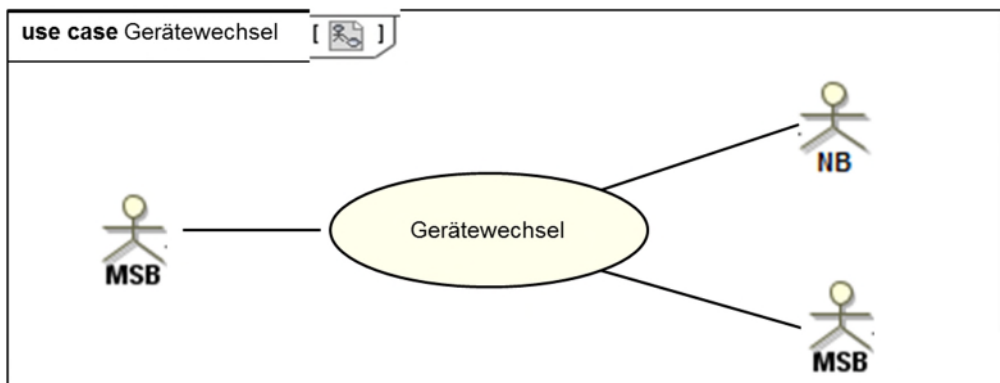 use case Gerätewechsel [ ]
NB
Gerätewechsel
MSB
MSB